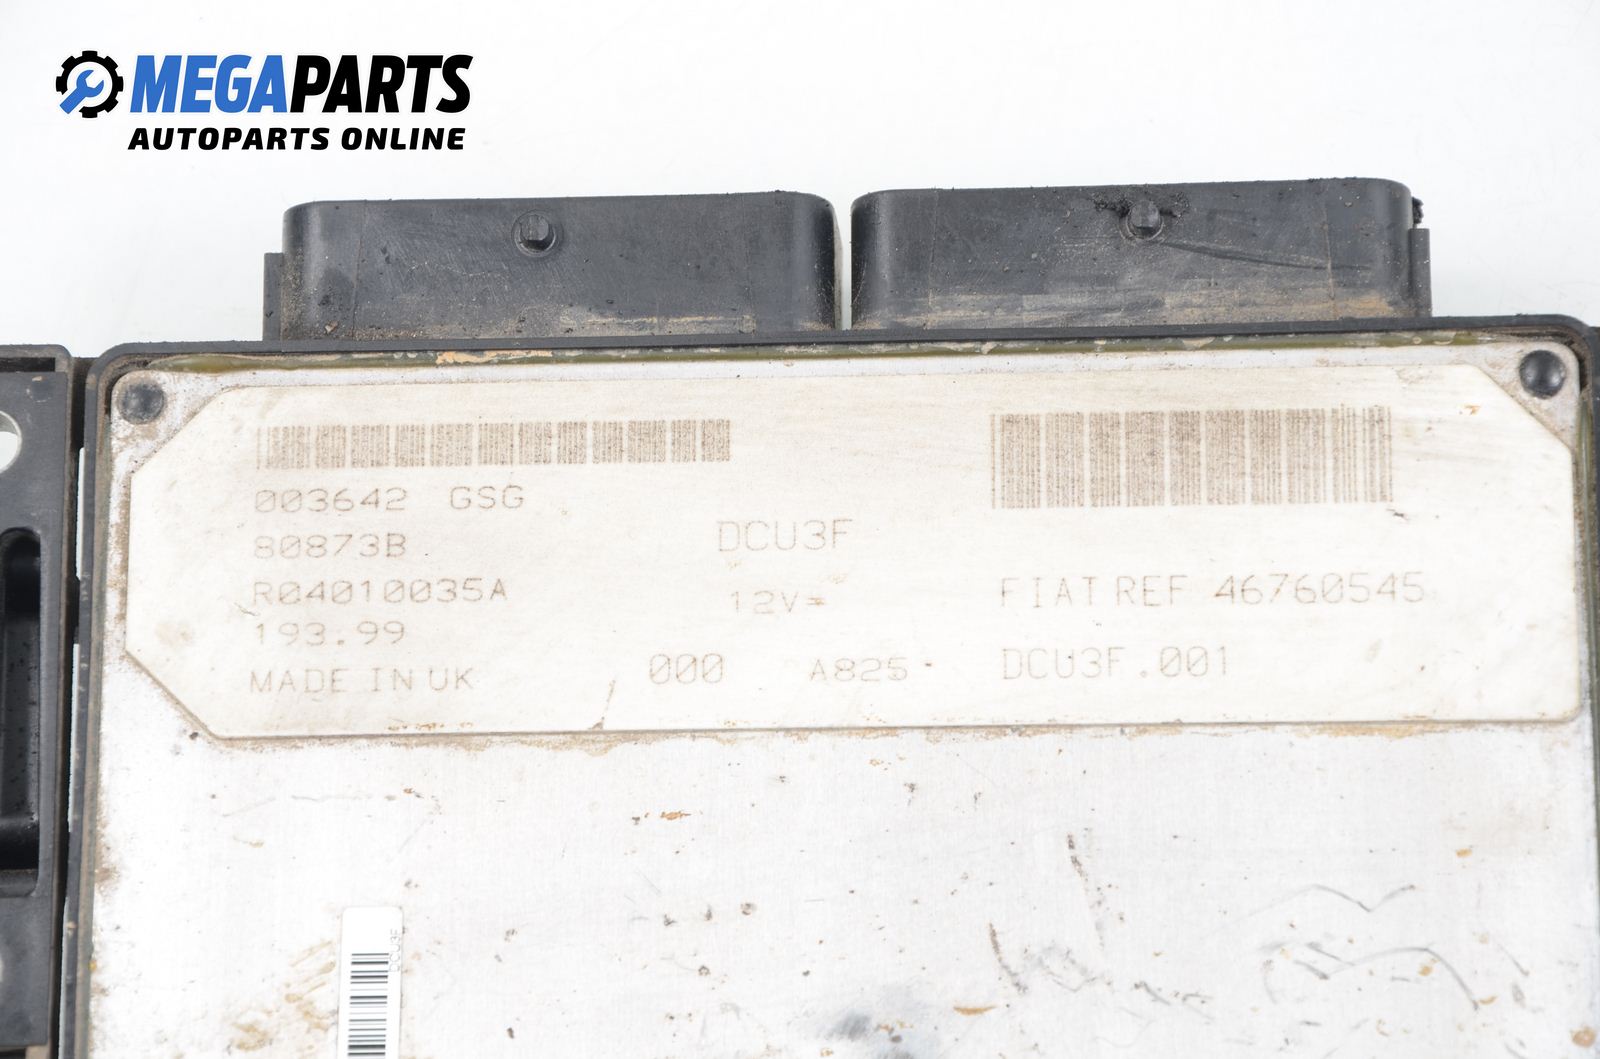 MEGAPARTS
AUTOPARTS ONLINE
003642 GSG
80873B
R04010035A
193.99
MADE IN UK
DCU3F
12V=
000 A825
FIAT REF 46760545
DCU3F.001
DCU3F